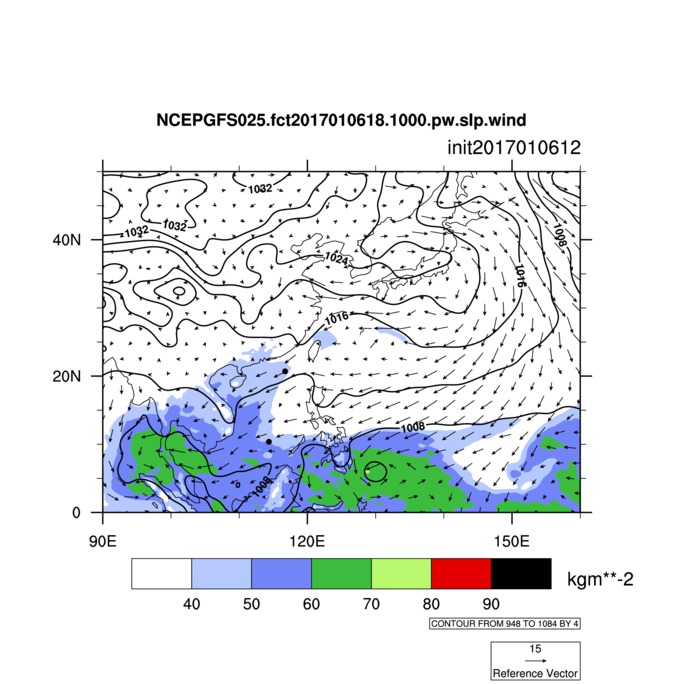 NCEPGFS025.fct2017010618.1000.pw.slp.wind
init2017010612
1032
1032
1032
1008
40N
1024
1016
1016
20N
1008
0
1008
0
90E 120E 150E
kgm**-2
40 50 60 70 80 90
CONTOUR FROM 948 TO 1084 BY 4
15
Reference Vector